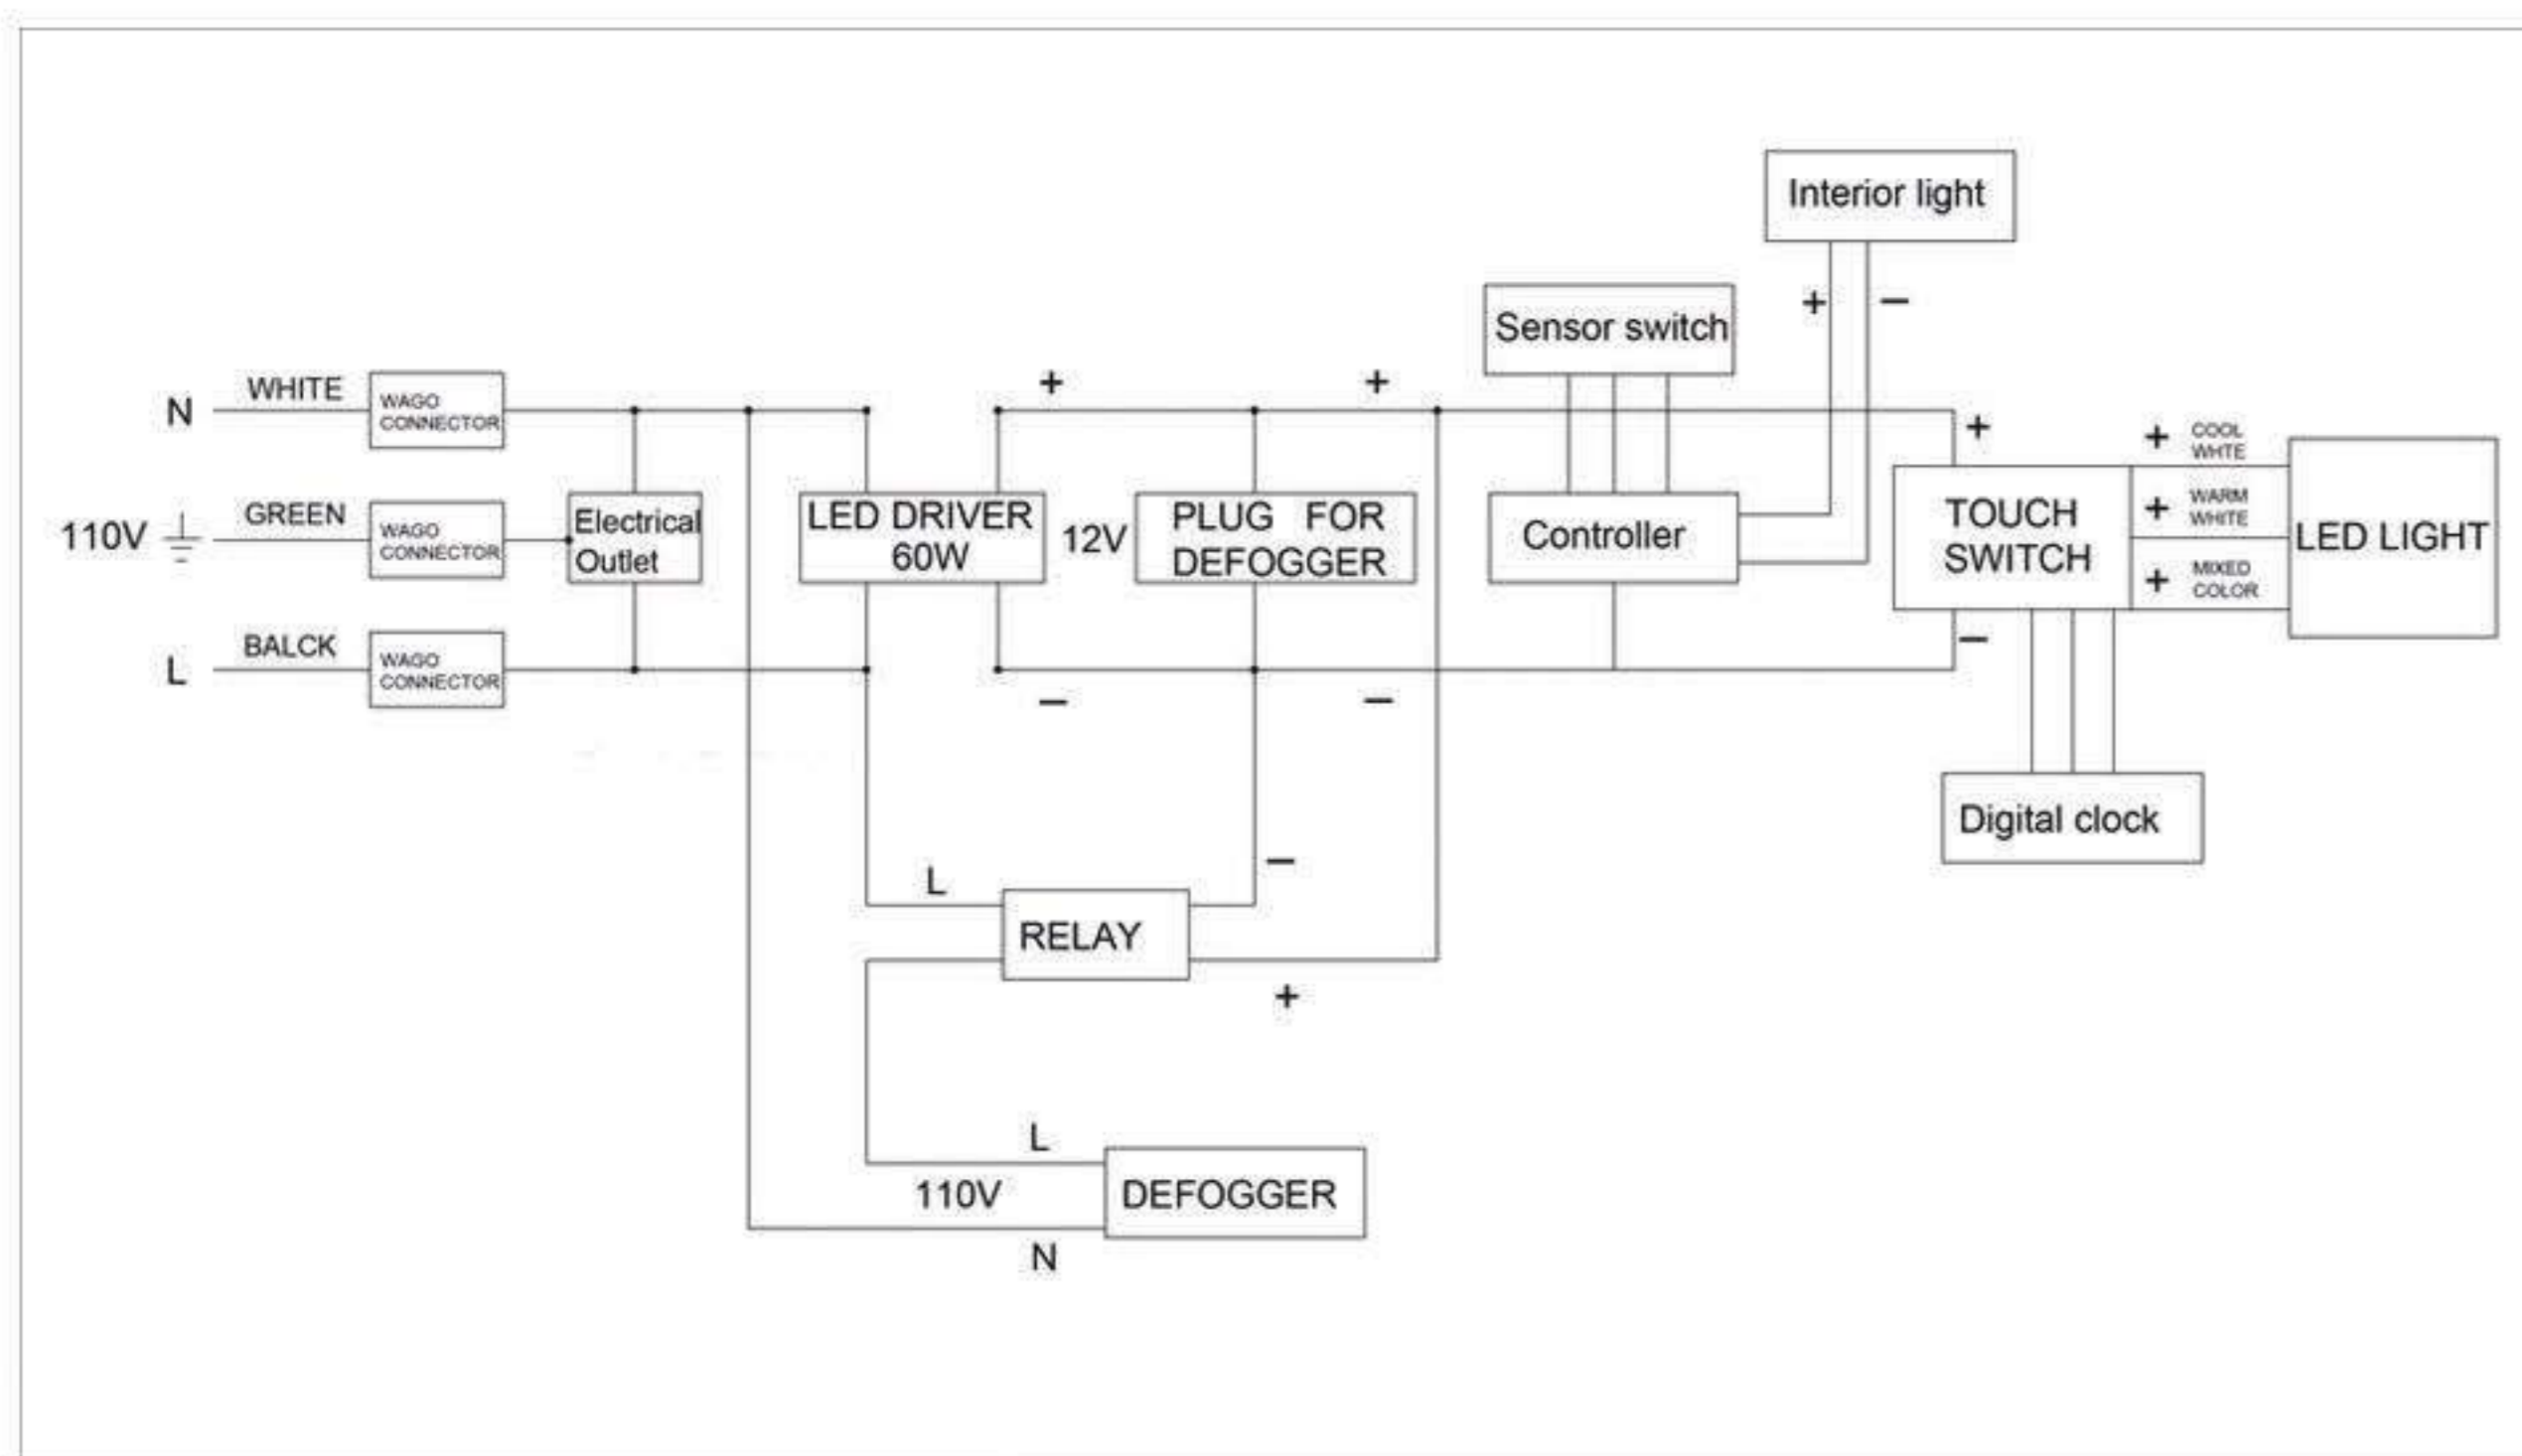 Interior light
+ −
Sensor switch
N WHITE
WAGO
CONNECTOR
+ +
+
+ COOL
WHTE
110V GREEN
WAGO
CONNECTOR
Electrical
Outlet
LED DRIVER
60W
12V
PLUG FOR
DEFOGGER
Controller
TOUCH
SWITCH
+ WARM
WHITE
LED LIGHT
+ MIXED
COLOR
L BALCK
WAGO
CONNECTOR
− −
−
Digital clock
L
−
RELAY
+
L
110V
DEFOGGER
N